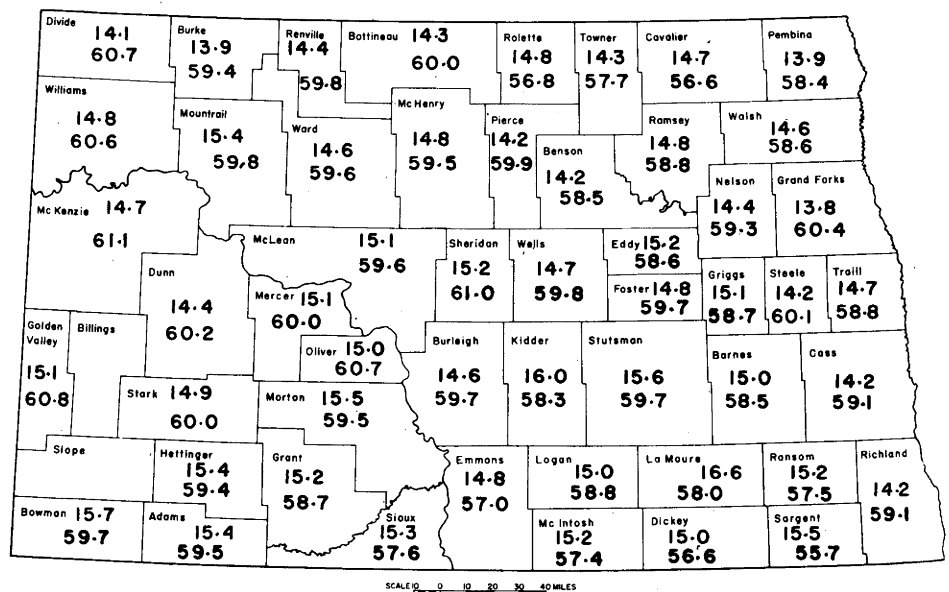 Divide
14.1
60.7
Burke
13.9
59.4
Renville
14.4
59.8
Bottineau
14.3
60.0
Rolette
14.8
56.8
Towner
14.3
57.7
Cavalier
14.7
56.6
Pembina
13.9
58.4
Williams
14.8
60.6
Mountrail
15.4
59.8
Ward
14.6
59.6
McHenry
14.8
59.5
Pierce
14.2
59.9
Benson
14.2
58.5
Ramsey
14.8
58.8
Walsh
14.6
58.6
Nelson
14.4
59.3
Grand Forks
13.8
60.4
McKenzie 14.7
61.1
Dunn
14.4
60.2
McLean 15.1
59.6
Mercer 15.1
60.0
Oliver 15.0
60.7
Sheridan
15.2
61.0
Wells
14.7
59.8
Eddy 15.2
58.6
Foster 14.8
59.7
Griggs
15.1
58.7
Steele
14.2
60.1
Traill
14.7
58.8
Golden
Valley
15.1
60.8
Billings
Stark 14.9
60.0
Morton 15.5
59.5
Burleigh
14.6
59.7
Kidder
16.0
58.3
Stutsman
15.6
59.7
Barnes
15.0
58.5
Cass
14.2
59.1
Slope
Hettinger
15.4
59.4
Grant
15.2
58.7
Emmons
14.8
57.0
Logan
15.0
58.8
La Moure
16.6
58.0
Ransom
15.2
57.5
Richland
14.2
59.1
Bowman 15.7
59.7
Adams
15.4
59.5
Sioux
15.3
57.6
McIntosh
15.2
57.4
Dickey
15.0
56.6
Sargent
15.5
55.7
SCALE 10 0 10 20 30 40 MILES